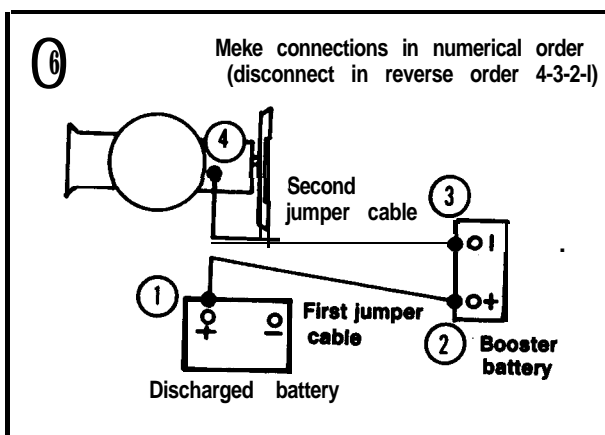 6
Meke connections in numerical order
(disconnect in reverse order 4-3-2-I)
4
Second
jumper cable
3
I
1
+
−
First jumper
cable
+
2
Booster
battery
Discharged battery